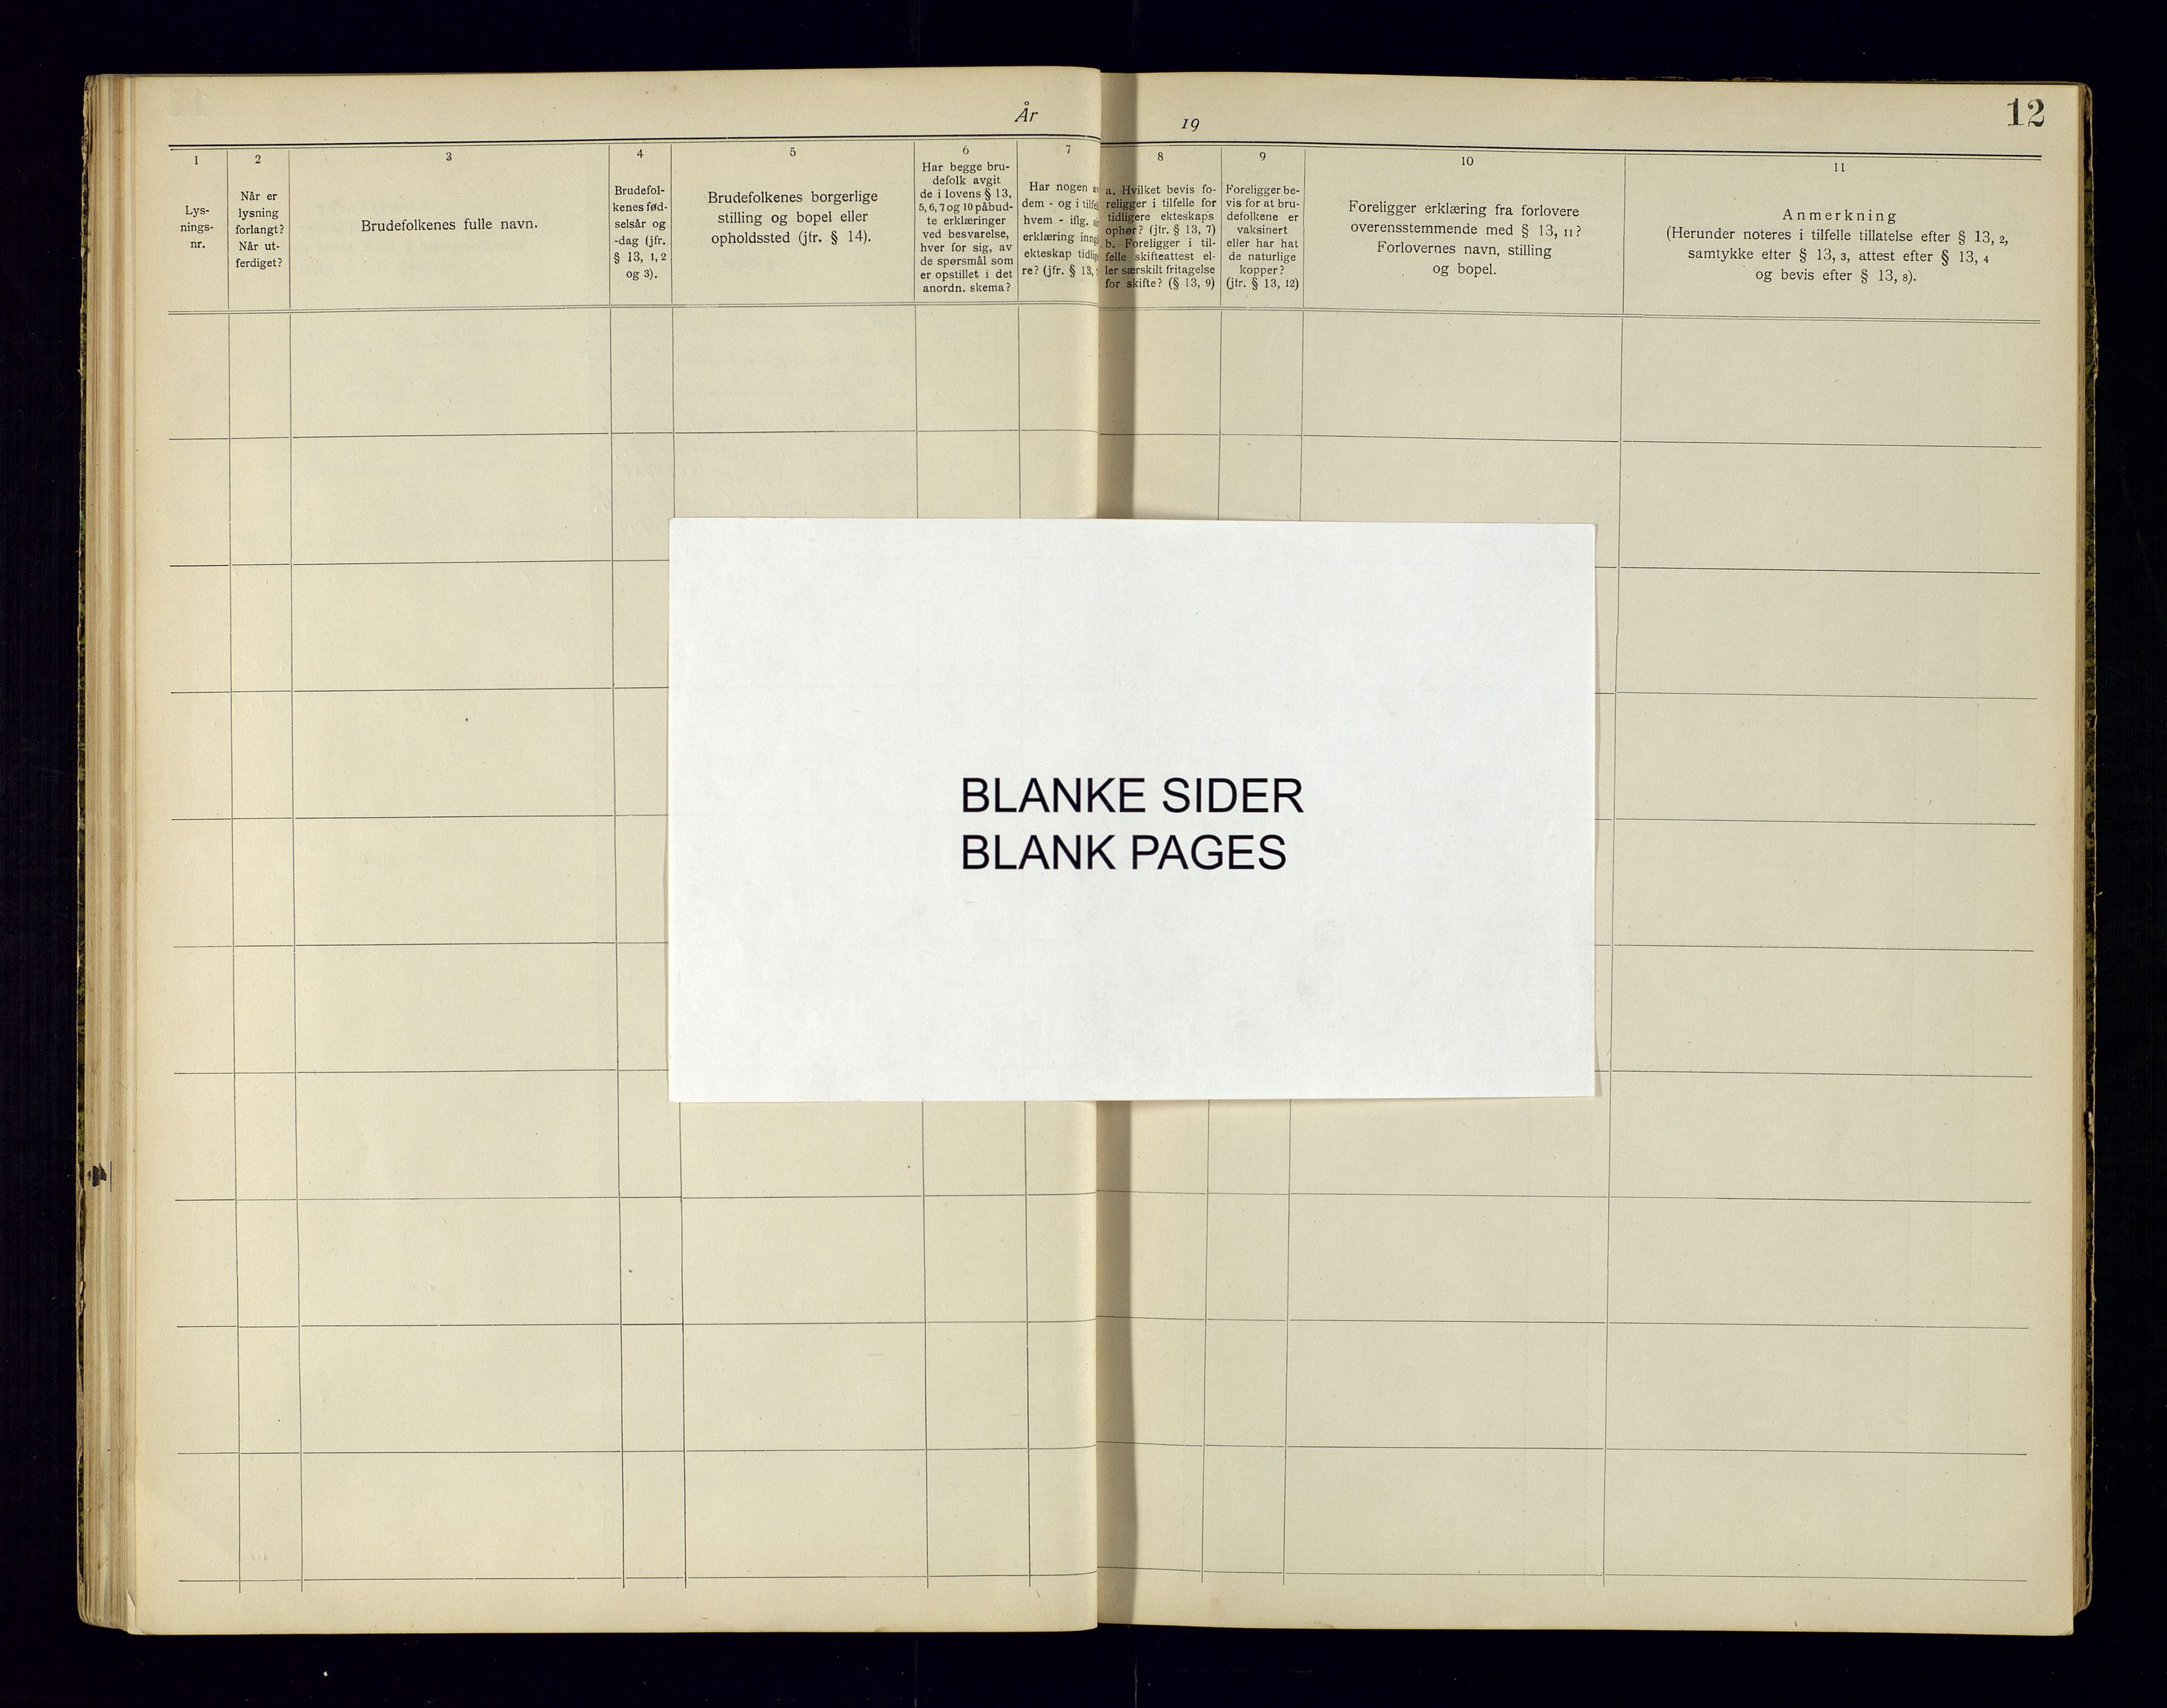 År 19
12
1
Lys-
nings-
nr.
2
Når er
lysning
forlangt?
Når ut-
ferdiget?
3
Brudefolkenes fulle navn.
4
Brudefol-
kenes fød-
selsår og
-dag (jfr.
§ 13, 1, 2
og 3).
5
Brudefolkenes borgerlige
stilling og bopel eller
opholdssted (jfr. § 14).
6
Har begge bru-
defolk avgit
de i lovens § 13,
5, 6, 7 og 10 påbud-
te erklæringer
ved besvarelse,
hver for sig, av
de spørsmål som
er opstillet i det
anordn. skema?
7
Har nogen
dem - og i
hvem - iflg.
erklæring
ekteskap
re? (jfr. § 13,
8
a. Hvilket bevis fo-
religger i tilfelle for
tidligere ekteskaps
ophør? (jfr. § 13, 7)
b. Foreligger i til-
felle skifteattest el-
ler særskilt fritagelse
for skifte? (§ 13, 9)
9
Foreligger be-
vis for at bru-
defolkene er
vaksinert
eller har hat
de naturlige
kopper?
(jfr. § 13, 12)
10
Foreligger erklæring fra forlovere
overensstemmende med § 13, 11?
Forlovernes navn, stilling
og bopel.
11
Anmerkning
(Herunder noteres i tilfelle tillatelse efter § 13, 2,
samtykke efter § 13, 3, attest efter § 13, 4
og bevis efter § 13, 8).
BLANKE SIDER
BLANK PAGES